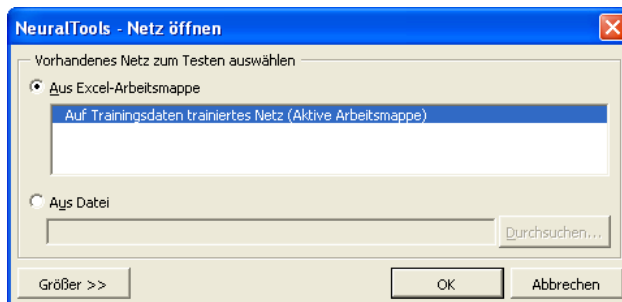 NeuralTools - Netz öffnen
Vorhandenes Netz zum Testen auswählen
Aus Excel-Arbeitsmappe
Auf Trainingsdaten trainiertes Netz (Aktive Arbeitsmappe)
Aus Datei
Durchsuchen...
Größer >>
OK
Abbrechen